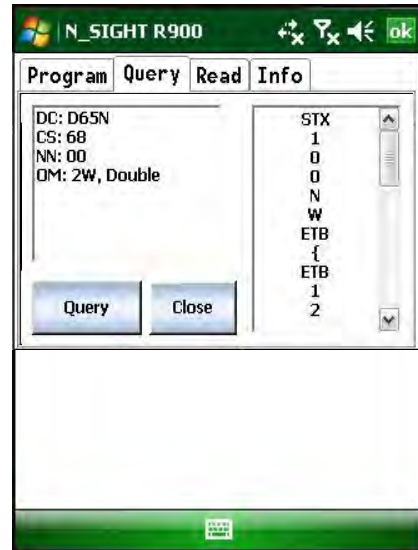 N_SIGHT R900
ok
Program Query Read Info
DC: D65N
CS: 68
NN: 00
OM: 2W, Double
STX
1
0
0
N
W
ETB
{
ETB
1
2
Query Close